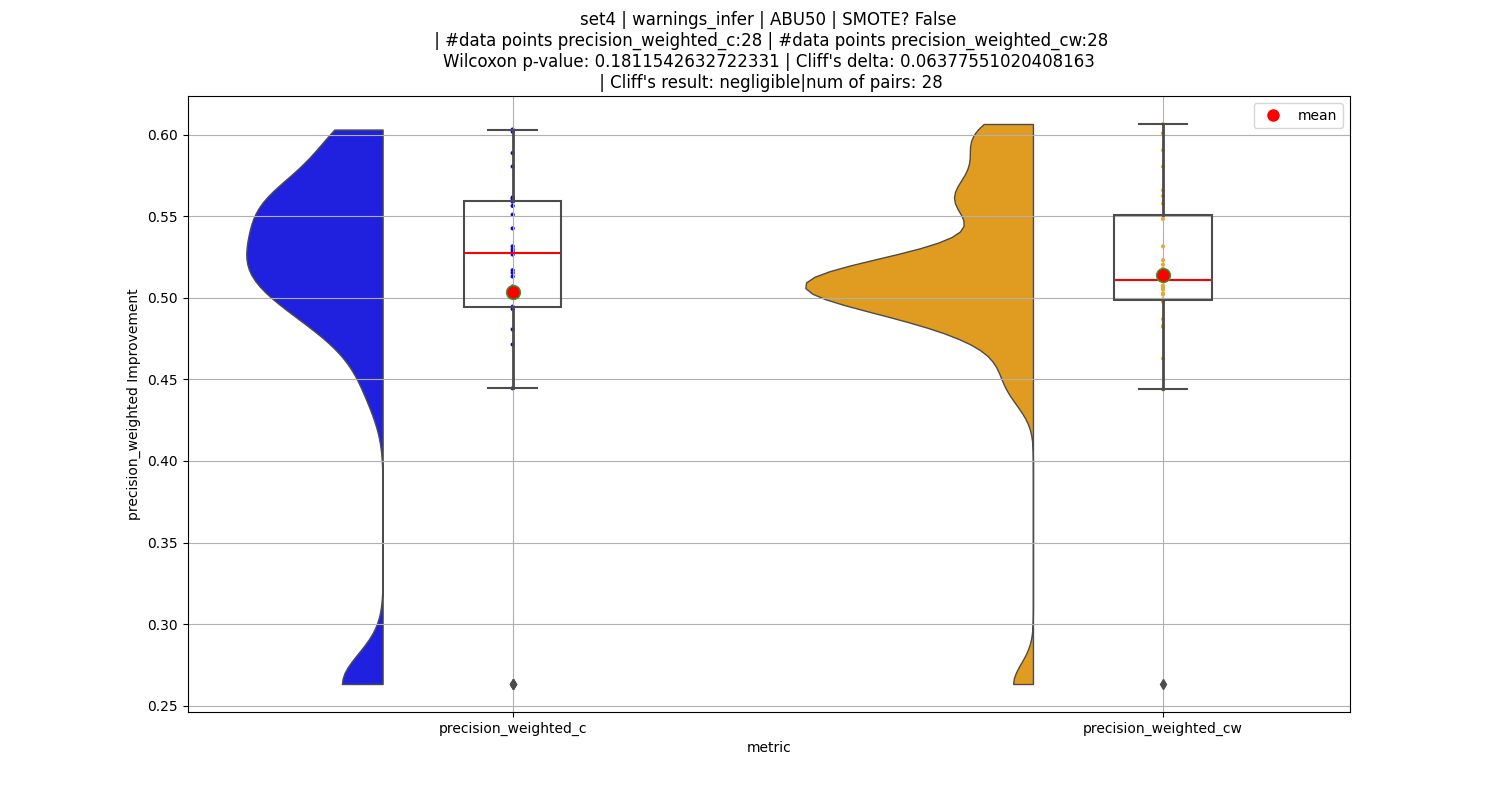 set4 | warnings_infer | ABU50 | SMOTE? False
| #data points precision_weighted_c:28 | #data points precision_weighted_cw:28
Wilcoxon p-value: 0.1811542632722331 | Cliff's delta: 0.06377551020408163
| Cliff's result: negligible|num of pairs: 28
mean
precision_weighted Improvement
0.60
0.55
0.50
0.45
0.40
0.35
0.30
0.25
precision_weighted_c
precision_weighted_cw
metric